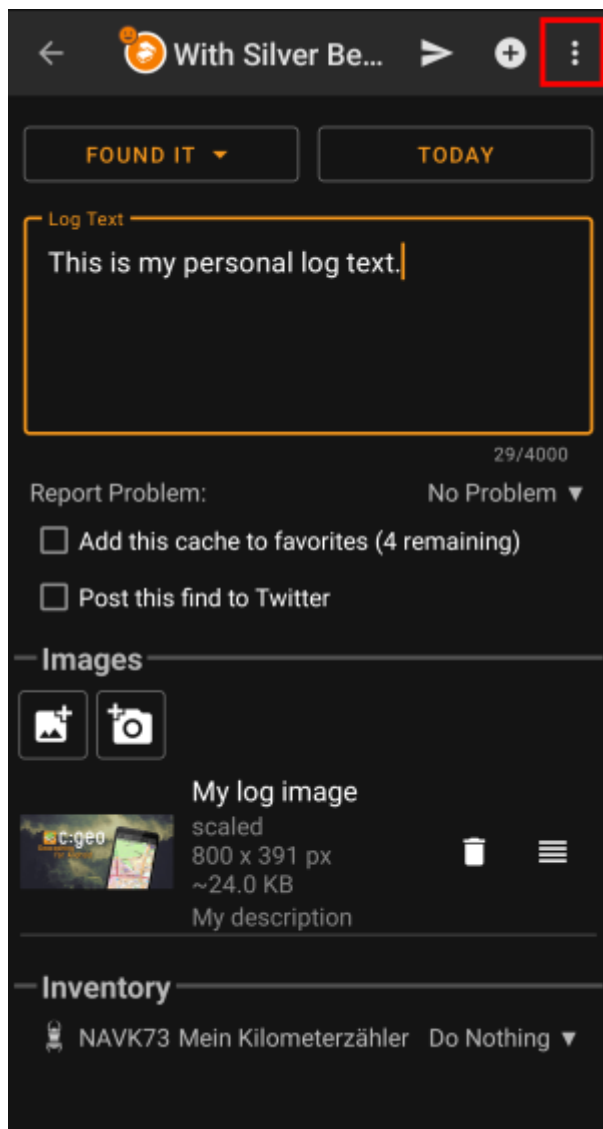 With Silver Be...
FOUND IT
TODAY
Log Text
This is my personal log text.
29/4000
Report Problem:
No Problem
Add this cache to favorites (4 remaining)
Post this find to Twitter
Images
My log image
c:geo
scaled
800 x 391 px
~24.0 KB
My description
Inventory
NAVK73 Mein Kilometerzähler
Do Nothing